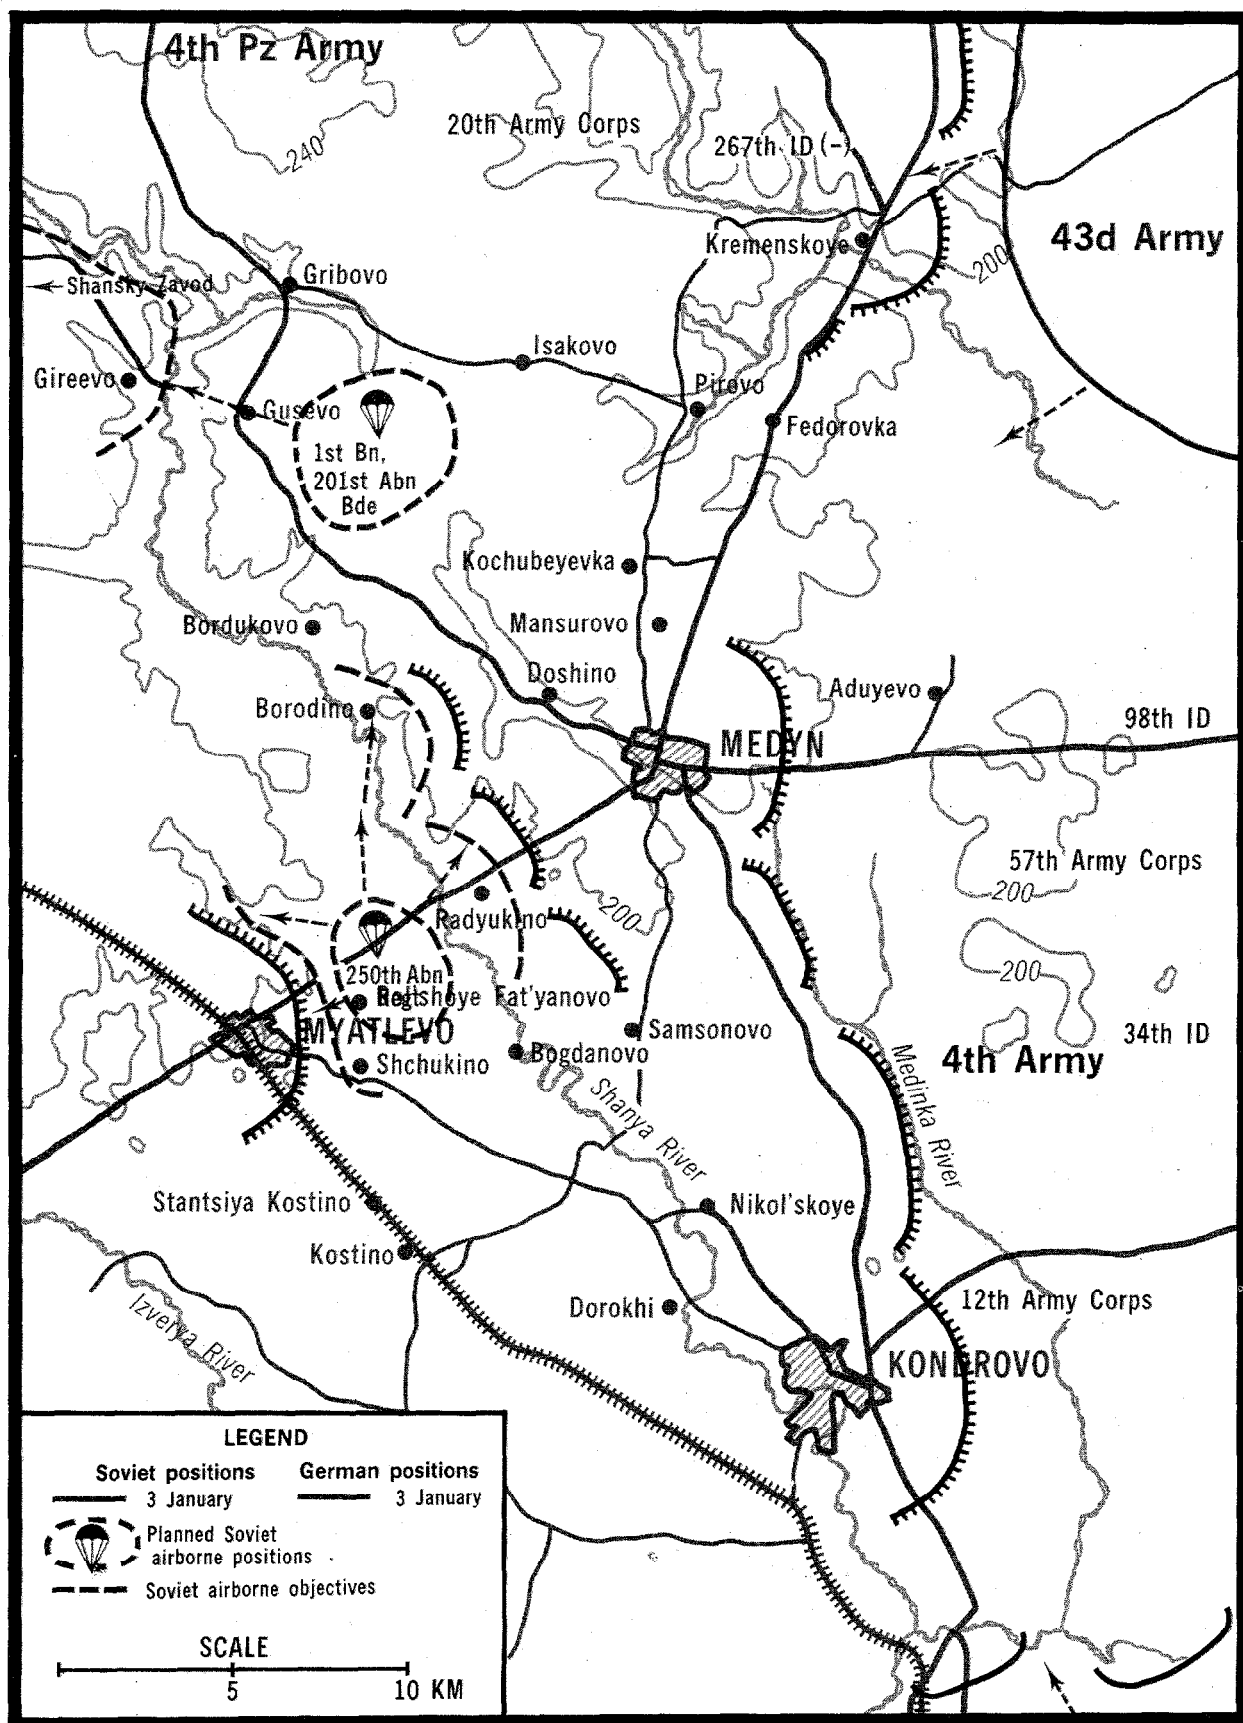 4th Pz Army
20th Army Corps
267th ID (-)
240
43d Army
Kremenskoye
200
Shansky Zavod
Gribovo
Isakovo
Gireevo
Pirovo
Gusevo
Fedorovka
1st Bn,
201st Abn
Bde
Kochubeyevka
Bordukovo
Mansurovo
Doshino
Aduyevo
Borodino
98th ID
MEDYN
57th Army Corps
200
Radyukino
200
250th Abn
200
Fat'yanovo
MYATLEVO
Samsonovo
34th ID
Bogdanovo
4th Army
Shchukino
Shanya River
Medinka River
Stantsiya Kostino
Nikol'skoye
Kostino
Dorokhi
12th Army Corps
Izverya River
KONDROVO
LEGEND
Soviet positions
3 January
German positions
3 January
Planned Soviet
airborne positions
Soviet airborne objectives
SCALE
5
10 KM